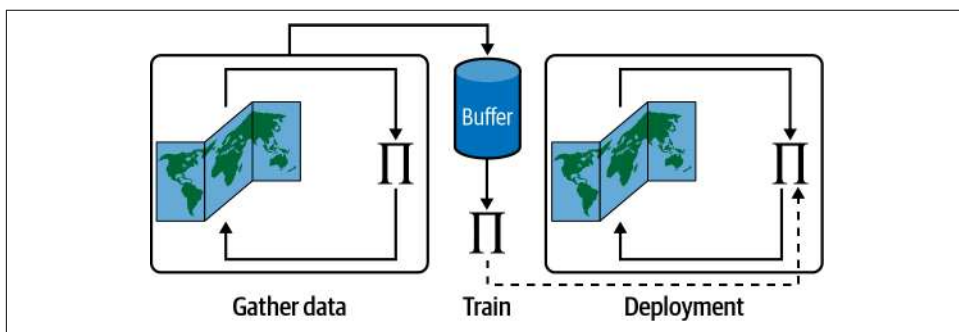 Buffer
∏
∏
∏
Gather data
Train
Deployment